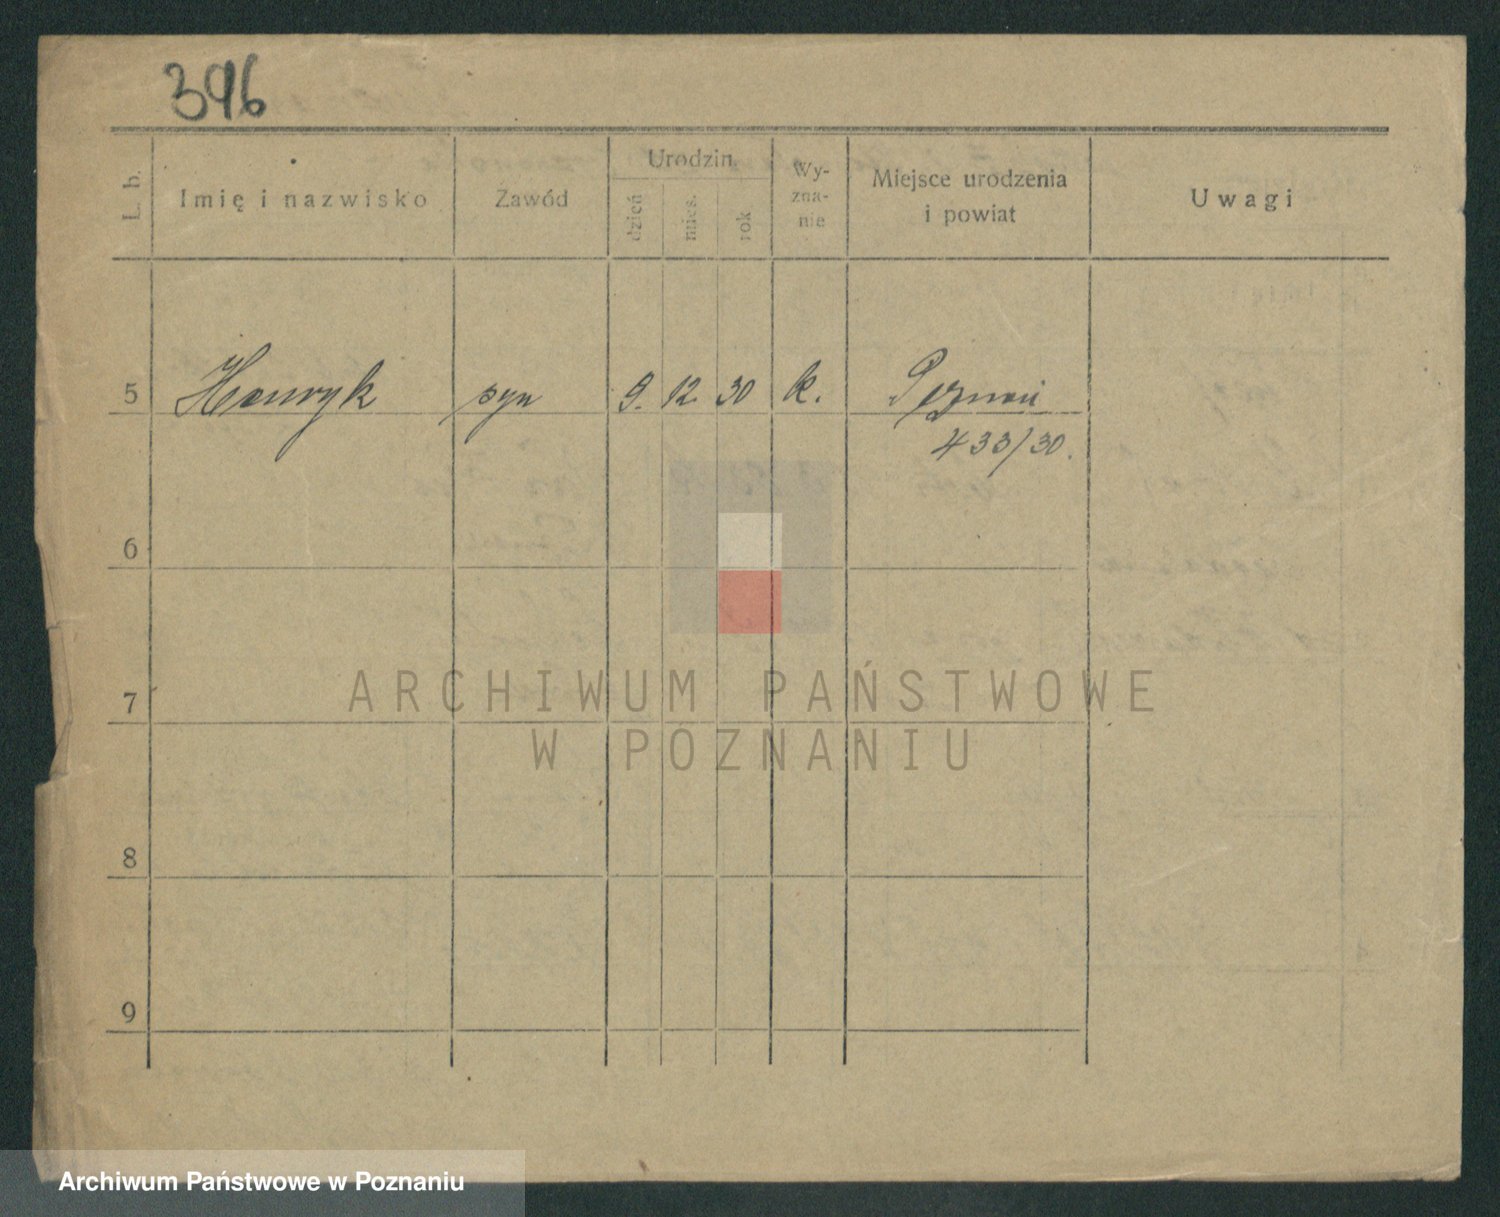 396
L. b.
Imię i nazwisko
Zawód
Urodzin
dzień
mies.
rok
Wy-
zna-
nie
Miejsce urodzenia
i powiat
Uwagi
5 Henryk syn 9. 12. 30 k. Poznań
433/30.
6
7
8
9
ARCHIWUM PAŃSTWOWE
W POZNANIU
Archiwum Państwowe w Poznaniu